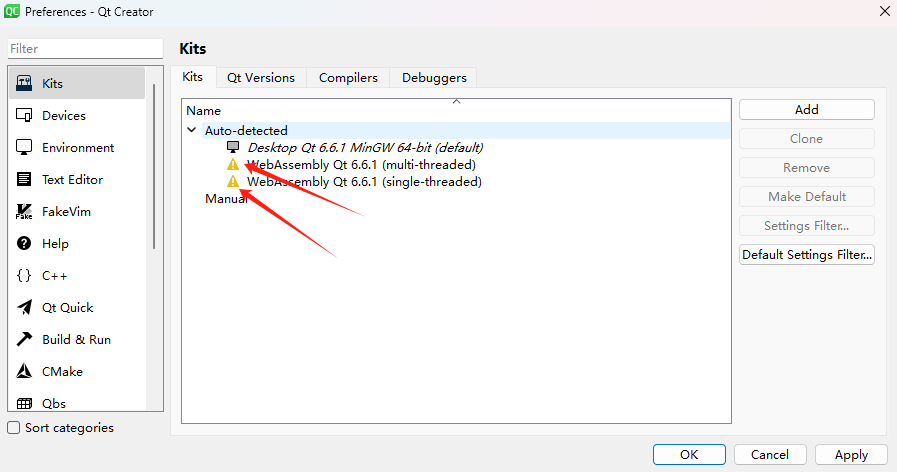 QC Preferences - Qt Creator
Filter
Kits
Devices
Environment
Text Editor
Fake FakeVim
Help
C++
Qt Quick
Build & Run
CMake
Qbs
Sort categories
Kits
Kits Qt Versions Compilers Debuggers
Name
Auto-detected
Desktop Qt 6.6.1 MinGW 64-bit (default)
WebAssembly Qt 6.6.1 (multi-threaded)
WebAssembly Qt 6.6.1 (single-threaded)
Manual
Add
Clone
Remove
Make Default
Settings Filter...
Default Settings Filter...
OK Cancel Apply